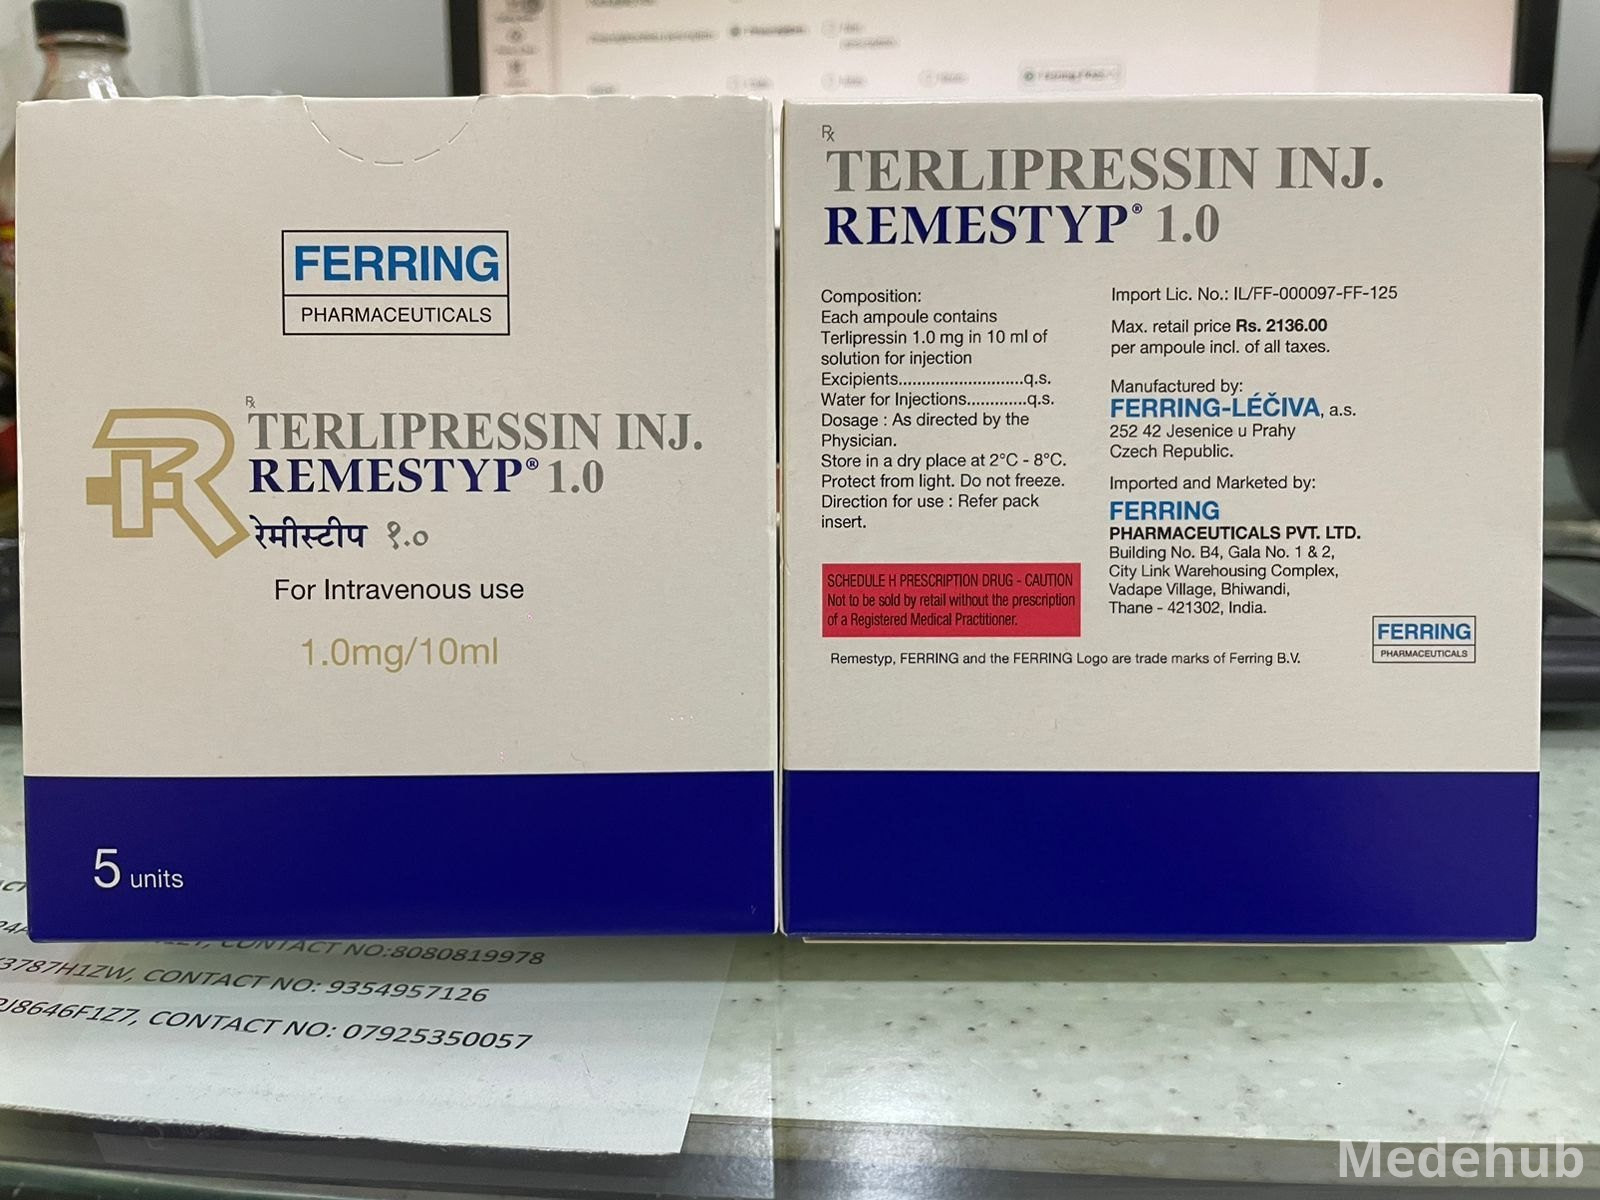 FERRING
PHARMACEUTICALS
Rx
TERLIPRESSIN INJ.
REMESTYP® 1.0
रेमीस्टीप १.०
For Intravenous use
1.0mg/10ml
5 units
Rx
TERLIPRESSIN INJ.
REMESTYP® 1.0
Composition:
Each ampoule contains
Terlipressin 1.0 mg in 10 ml of
solution for injection
Excipients...........................q.s.
Water for Injections.............q.s.
Dosage : As directed by the
Physician.
Store in a dry place at 2°C - 8°C.
Protect from light. Do not freeze.
Direction for use : Refer pack
insert.
SCHEDULE H PRESCRIPTION DRUG - CAUTION
Not to be sold by retail without the prescription
of a Registered Medical Practitioner.
Import Lic. No.: IL/FF-000097-FF-125
Max. retail price Rs. 2136.00
per ampoule incl. of all taxes.
Manufactured by:
FERRING-LÉČIVA, a.s.
252 42 Jesenice u Prahy
Czech Republic.
Imported and Marketed by:
FERRING
PHARMACEUTICALS PVT. LTD.
Building No. B4, Gala No. 1 & 2,
City Link Warehousing Complex,
Vadape Village, Bhiwandi,
Thane - 421302, India.
FERRING
PHARMACEUTICALS
Remestyp, FERRING and the FERRING Logo are trade marks of Ferring B.V.
CONTACT NO:8080819978
3787H1ZW, CONTACT NO: 9354957126
J8646F1Z7, CONTACT NO: 07925350057
Medehub